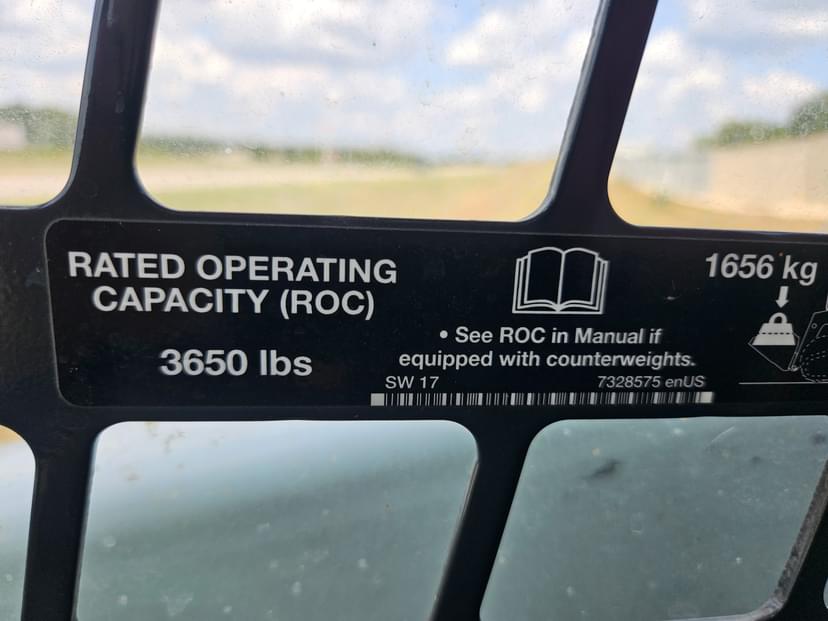 RATED OPERATING
CAPACITY (ROC)
3650 lbs
• See ROC in Manual if
equipped with counterweights.
SW 17
7328575 enUS
1656 kg